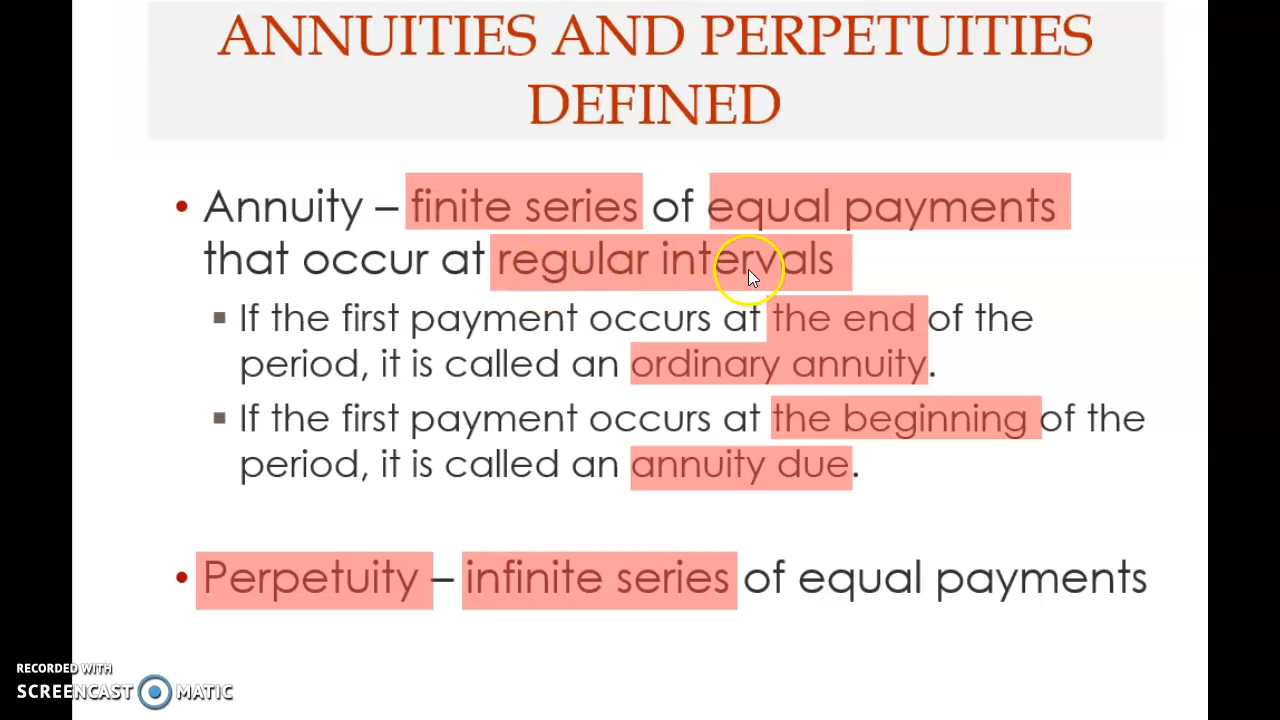 ANNUITIES AND PERPETUITIES
DEFINED
• Annuity – finite series of equal payments
that occur at regular intervals
▪ If the first payment occurs at the end of the
period, it is called an ordinary annuity.
▪ If the first payment occurs at the beginning of the
period, it is called an annuity due.
• Perpetuity – infinite series of equal payments
RECORDED WITH
SCREENCAST MATIC